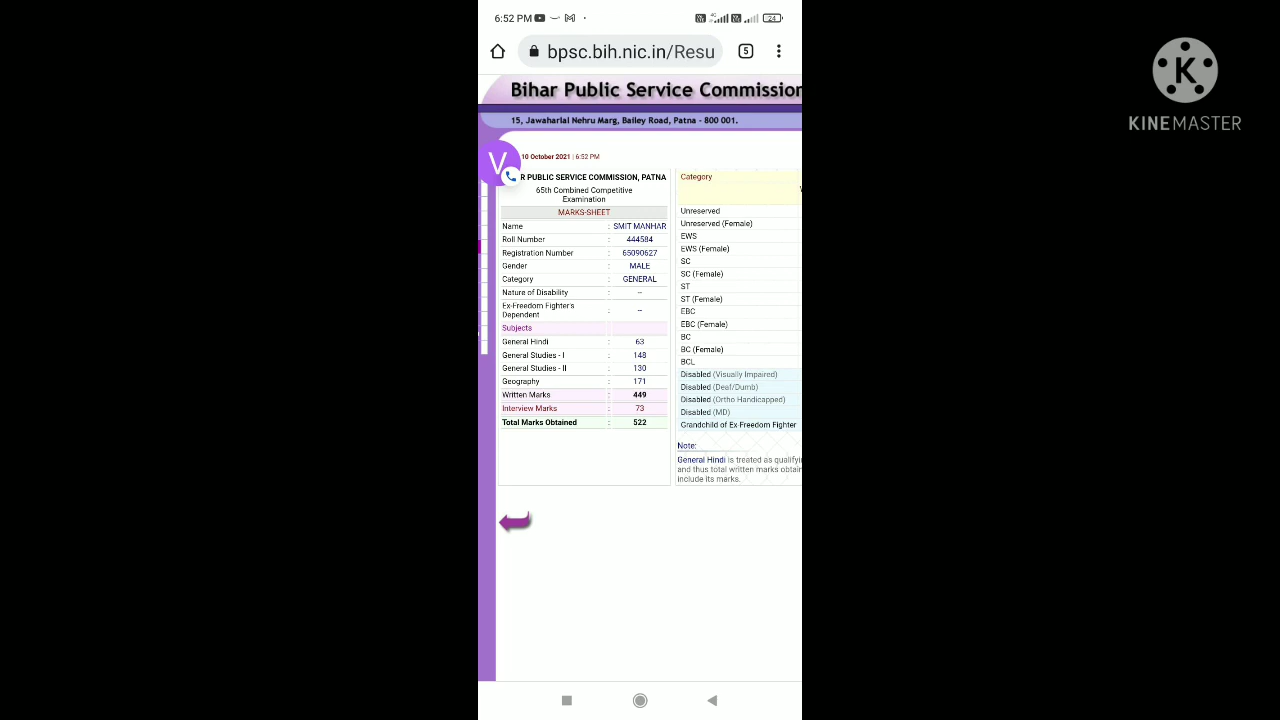 6:52 PM
4G
24
bpsc.bih.nic.in/Resu
5
K
KINEMASTER
Bihar Public Service Commission
15, Jawaharlal Nehru Marg, Bailey Road, Patna - 800 001.
V
10 October 2021 | 6:52 PM
R PUBLIC SERVICE COMMISSION, PATNA
65th Combined Competitive
Examination
MARKS-SHEET
Name : SMIT MANHAR
Roll Number : 444584
Registration Number : 65090627
Gender : MALE
Category : GENERAL
Nature of Disability : --
Ex-Freedom Fighter's
Dependent : --
Subjects
General Hindi : 63
General Studies - I : 148
General Studies - II : 130
Geography : 171
Written Marks : 449
Interview Marks : 73
Total Marks Obtained : 522
Category
Unreserved
Unreserved (Female)
EWS
EWS (Female)
SC
SC (Female)
ST
ST (Female)
EBC
EBC (Female)
BC
BC (Female)
BCL
Disabled (Visually Impaired)
Disabled (Deaf/Dumb)
Disabled (Ortho Handicapped)
Disabled (MD)
Grandchild of Ex-Freedom Fighter
Note:
General Hindi is treated as qualifyi
and thus total written marks obtain
include its marks.